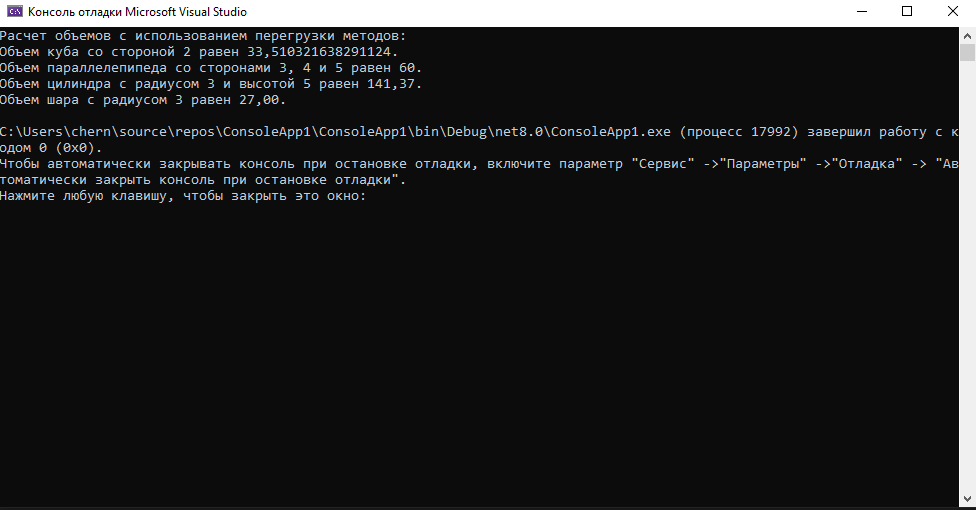 Консоль отладки Microsoft Visual Studio
Расчет объемов с использованием перегрузки методов:
Объем куба со стороной 2 равен 33,510321638291124.
Объем параллелепипеда со сторонами 3, 4 и 5 равен 60.
Объем цилиндра с радиусом 3 и высотой 5 равен 141,37.
Объем шара с радиусом 3 равен 27,00.
C:\Users\chern\source\repos\ConsoleApp1\ConsoleApp1\bin\Debug\net8.0\ConsoleApp1.exe (процесс 17992) завершил работу с к
одом 0 (0x0).
Чтобы автоматически закрывать консоль при остановке отладки, включите параметр "Сервис" ->"Параметры" ->"Отладка" -> "Ав
томатически закрыть консоль при остановке отладки".
Нажмите любую клавишу, чтобы закрыть это окно: